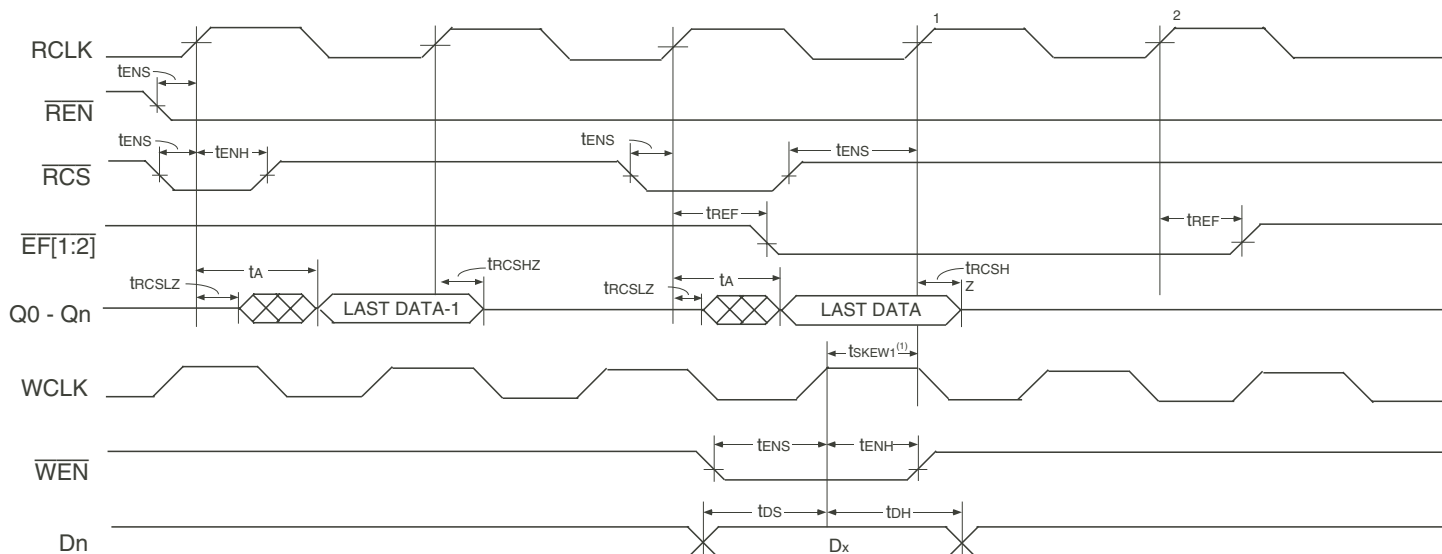 1 2
RCLK
tENS
REN
tENS tENH tENS tENS
RCS
tREF tREF
EF[1:2]
tRCSLZ tA tRCSHZ tRCSLZ tA tRCSH
Z
Q0 - Qn LAST DATA-1 LAST DATA
tSKEW1(1)
WCLK
tENS tENH
WEN
tDS tDH
Dn Dx